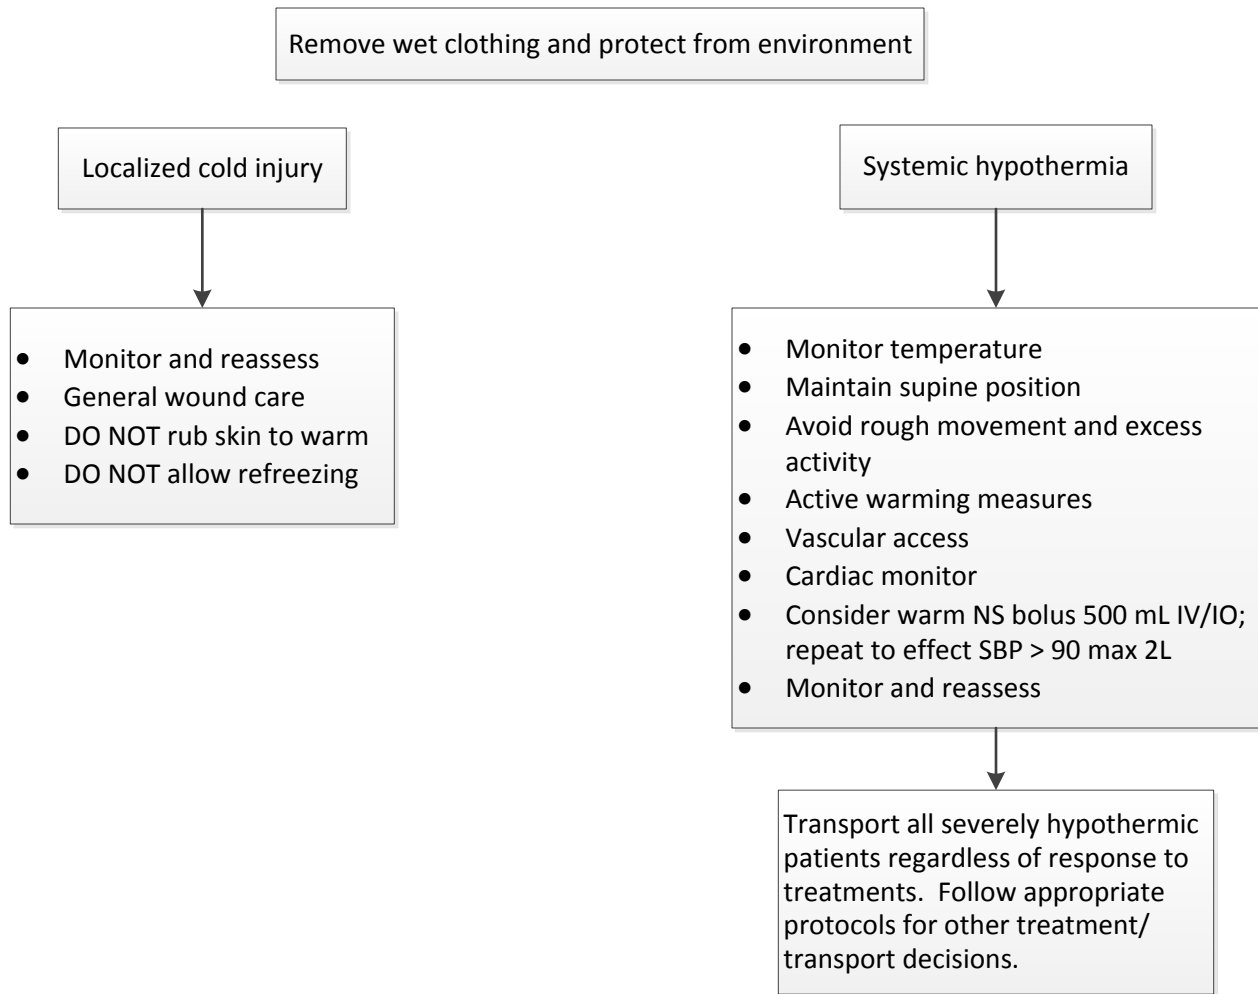 Remove wet clothing and protect from environment
Localized cold injury
Systemic hypothermia
• Monitor and reassess
• General wound care
• DO NOT rub skin to warm
• DO NOT allow refreezing
• Monitor temperature
• Maintain supine position
• Avoid rough movement and excess
activity
• Active warming measures
• Vascular access
• Cardiac monitor
• Consider warm NS bolus 500 mL IV/IO;
repeat to effect SBP > 90 max 2L
• Monitor and reassess
Transport all severely hypothermic
patients regardless of response to
treatments.  Follow appropriate
protocols for other treatment/
transport decisions.